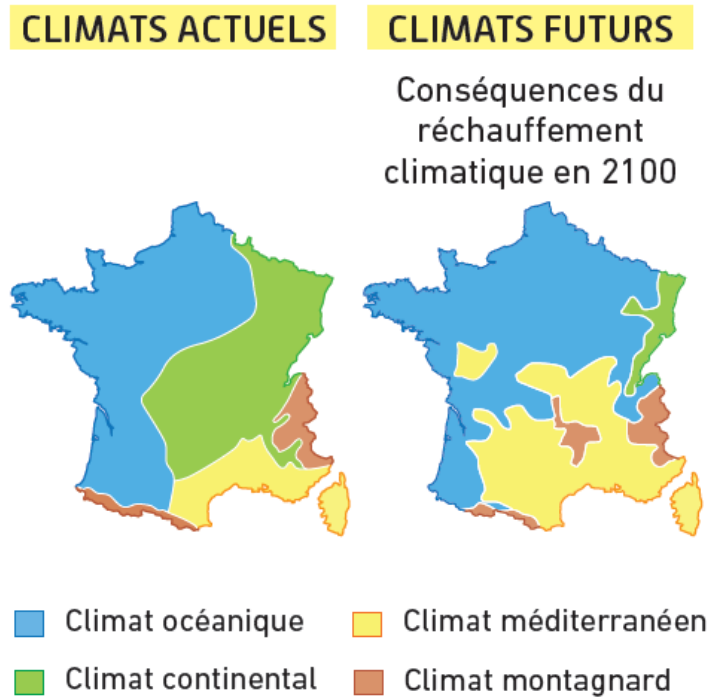 CLIMATS ACTUELS
CLIMATS FUTURS
Conséquences du
réchauffement
climatique en 2100
Climat océanique
Climat méditerranéen
Climat continental
Climat montagnard